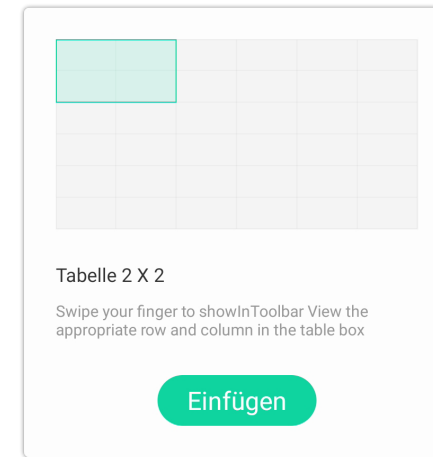 Tabelle 2 X 2
Swipe your finger to showInToolbar View the
appropriate row and column in the table box
Einfügen